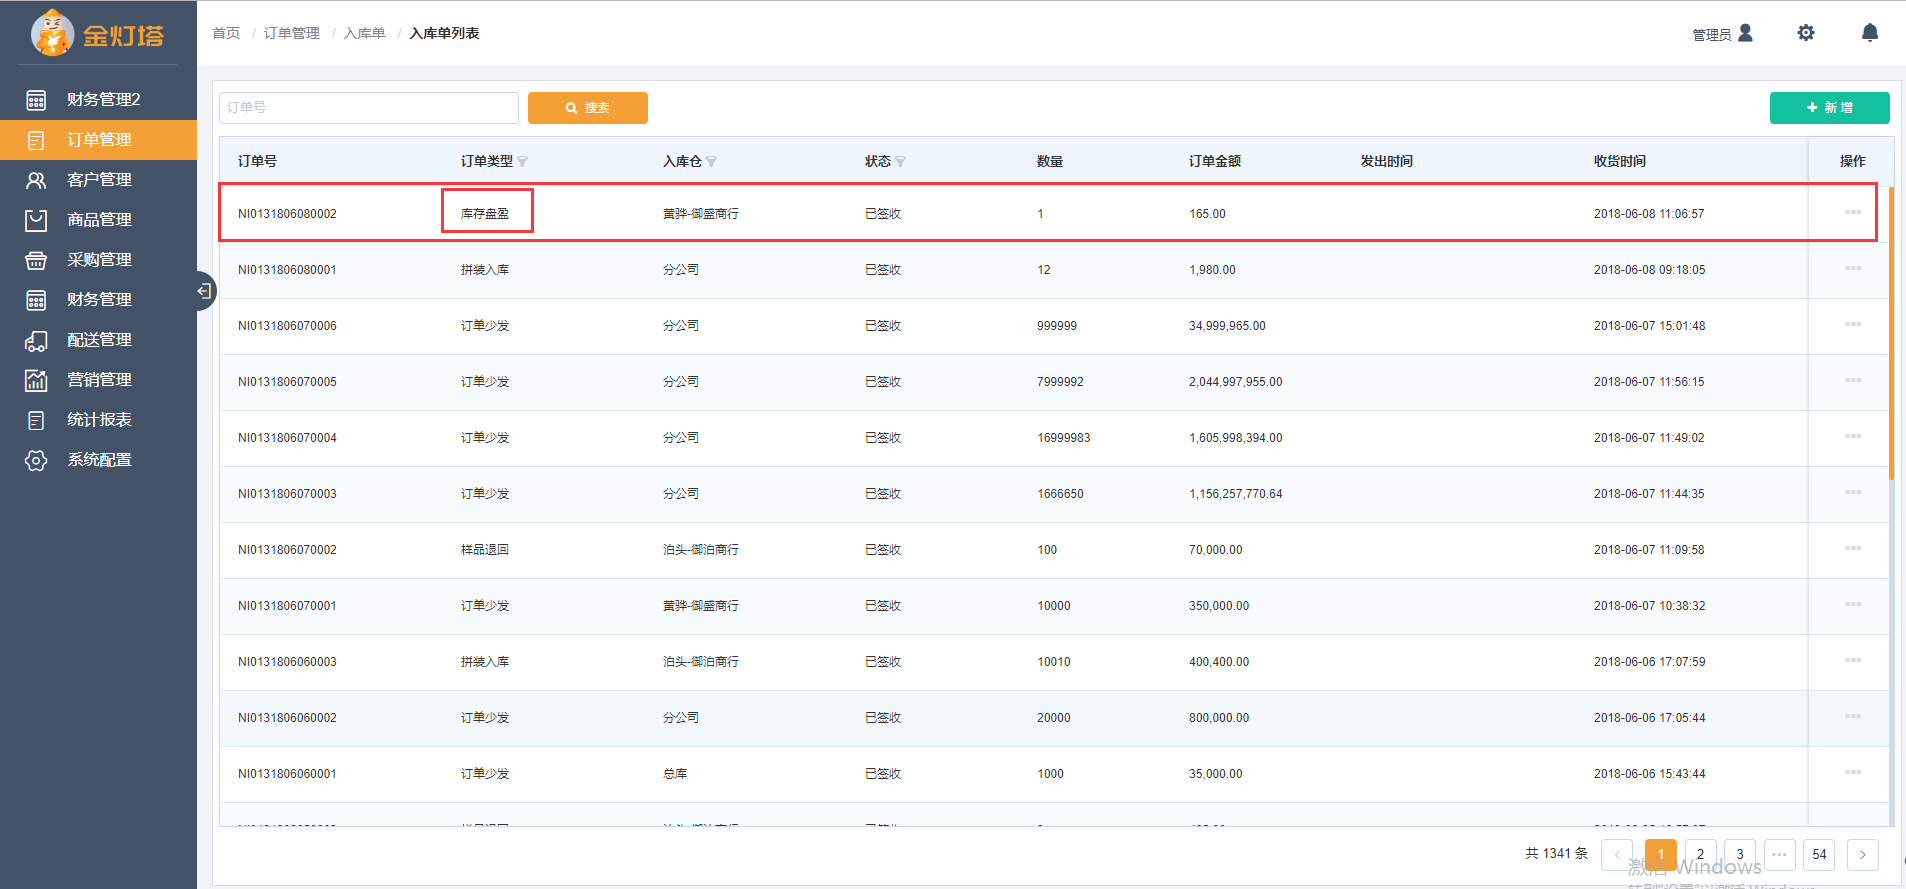 金灯塔
首页 / 订单管理 / 入库单 / 入库单列表
管理员
财务管理2
订单管理
客户管理
商品管理
采购管理
财务管理
配送管理
营销管理
统计报表
系统配置
订单号
搜索
+ 新 增
订单号 订单类型 入库仓 状态 数量 订单金额 发出时间 收货时间 操作
NI0131806080002 库存盘盈 黄骅-御盛商行 已签收 1 165.00 2018-06-08 11:06:57
NI0131806080001 拼装入库 分公司 已签收 12 1,980.00 2018-06-08 09:18:05
NI0131806070006 订单少发 分公司 已签收 999999 34,999,965.00 2018-06-07 15:01:48
NI0131806070005 订单少发 分公司 已签收 7999992 2,044,997,955.00 2018-06-07 11:56:15
NI0131806070004 订单少发 分公司 已签收 16999983 1,605,998,394.00 2018-06-07 11:49:02
NI0131806070003 订单少发 分公司 已签收 1666650 1,156,257,770.64 2018-06-07 11:44:35
NI0131806070002 样品退回 泊头-御泊商行 已签收 100 70,000.00 2018-06-07 11:09:58
NI0131806070001 订单少发 黄骅-御盛商行 已签收 10000 350,000.00 2018-06-07 10:38:32
NI0131806060003 拼装入库 泊头-御泊商行 已签收 10010 400,400.00 2018-06-06 17:07:59
NI0131806060002 订单少发 分公司 已签收 20000 800,000.00 2018-06-06 17:05:44
NI0131806060001 订单少发 总库 已签收 1000 35,000.00 2018-06-06 15:43:44
共 1341 条 < 1 2 3 ••• 54 >
激活 Windows
转到"设置"以激活 Windows